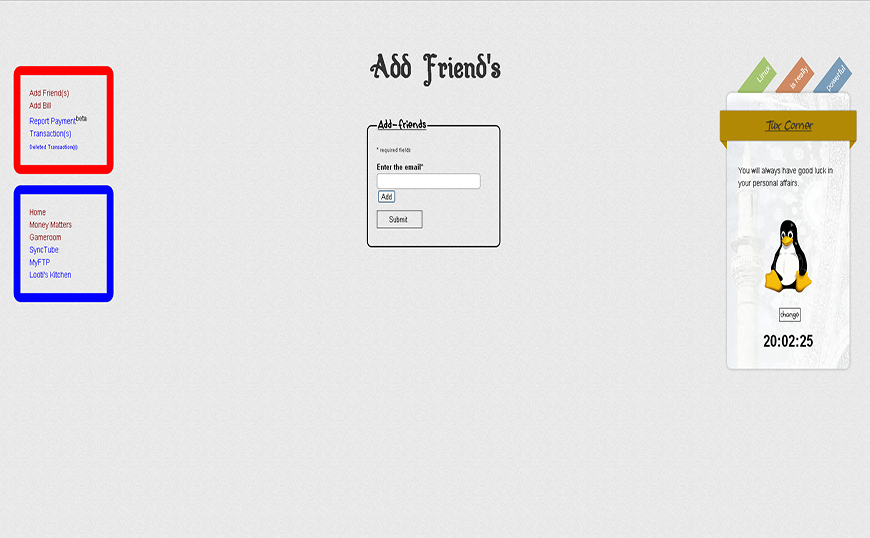 Add Friend's
Add Friend(s)
Add Bill
Report Payment beta
Transaction(s)
Deleted Transaction(s)
Home
Money Matters
Gameroom
SyncTube
MyFTP
Looti's Kitchen
Add-friends
* required fields
Enter the email*
Add
Submit
Linux
is really
powerful
Tux Corner
You will always have good luck in
your personal affairs.
change
20:02:25